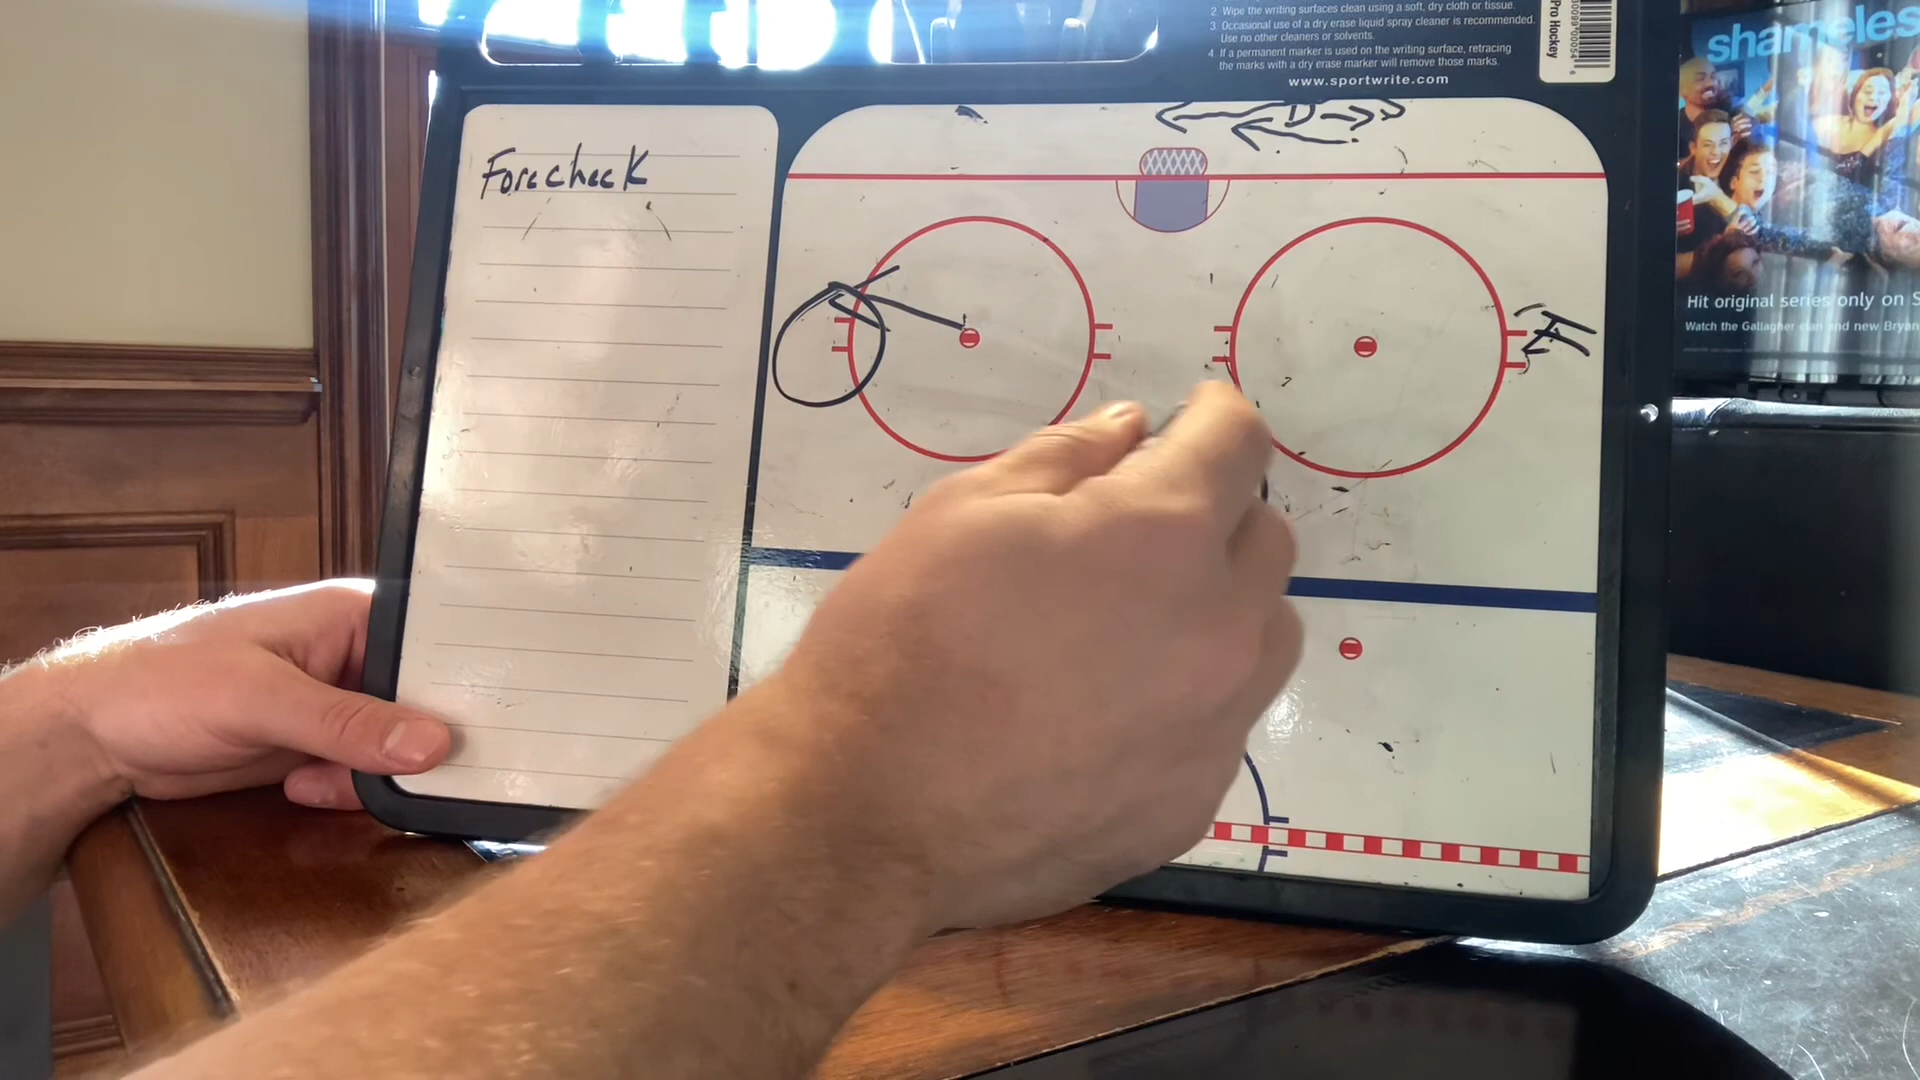 2 Wipe the writing surfaces clean using a soft, dry cloth or tissue.
3 Occasional use of a dry erase liquid spray cleaner is recommended.
Use no other cleaners or solvents.
4 If a permanent marker is used on the writing surface, retracing
the marks with a dry erase marker will remove those marks.
www.sportwrite.com
Pro Hockey
shameles
Forecheck
D
F
Hit original series only on S
Watch the Gallagher clan and new Bryan